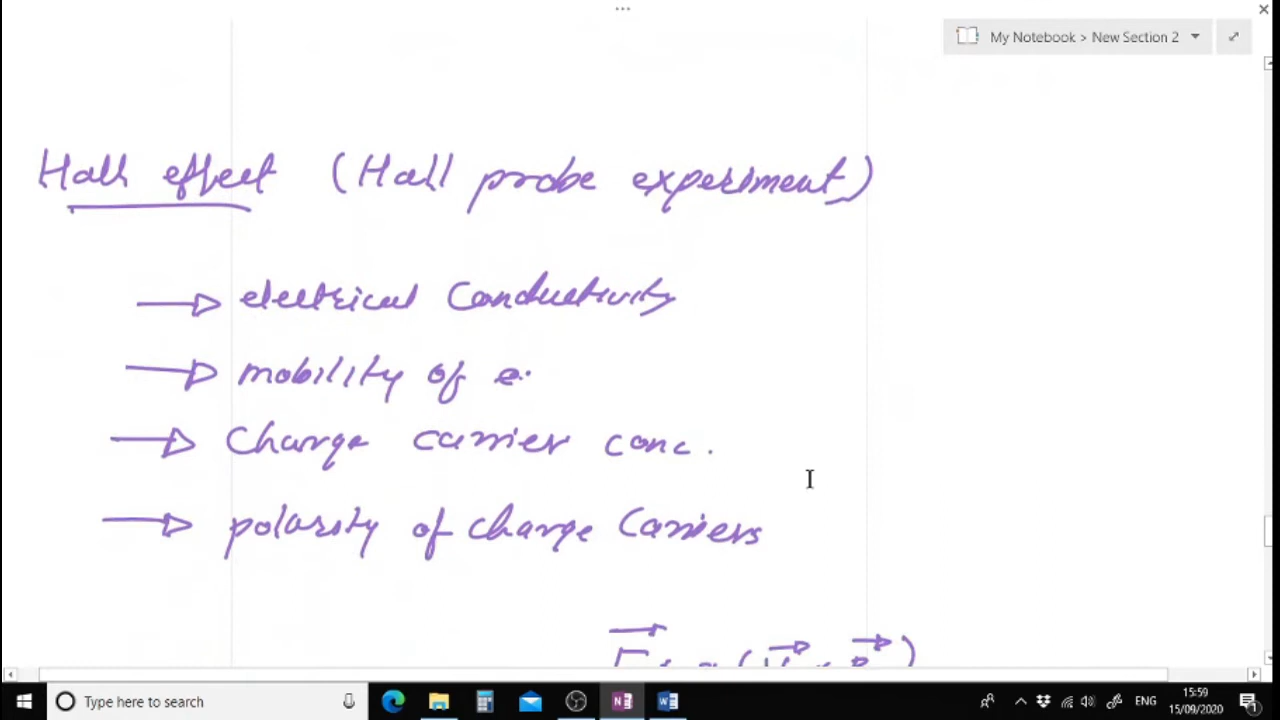 My Notebook > New Section 2
Hall effect (Hall probe experiment)
electrical Conductivity
mobility of e.
Charge carrier conc.
polarity of charge Carriers
Type here to search
ENG
15:59
15/09/2020
1